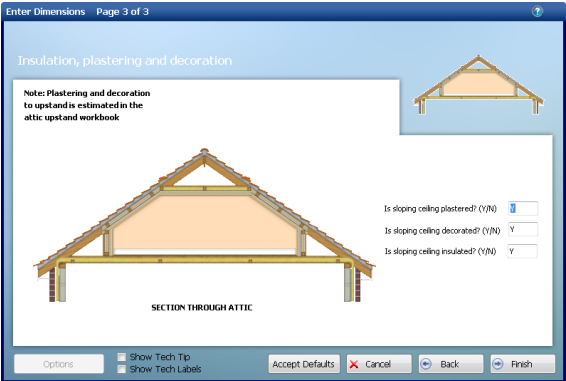 Enter Dimensions Page 3 of 3
?
Insulation, plastering and decoration
Note: Plastering and decoration
to upstand is estimated in the
attic upstand workbook
Is sloping ceiling plastered? (Y/N) Y
Is sloping ceiling decorated? (Y/N) Y
Is sloping ceiling insulated? (Y/N) Y
SECTION THROUGH ATTIC
Options
Show Tech Tip
Show Tech Labels
Accept Defaults
Cancel
Back
Finish